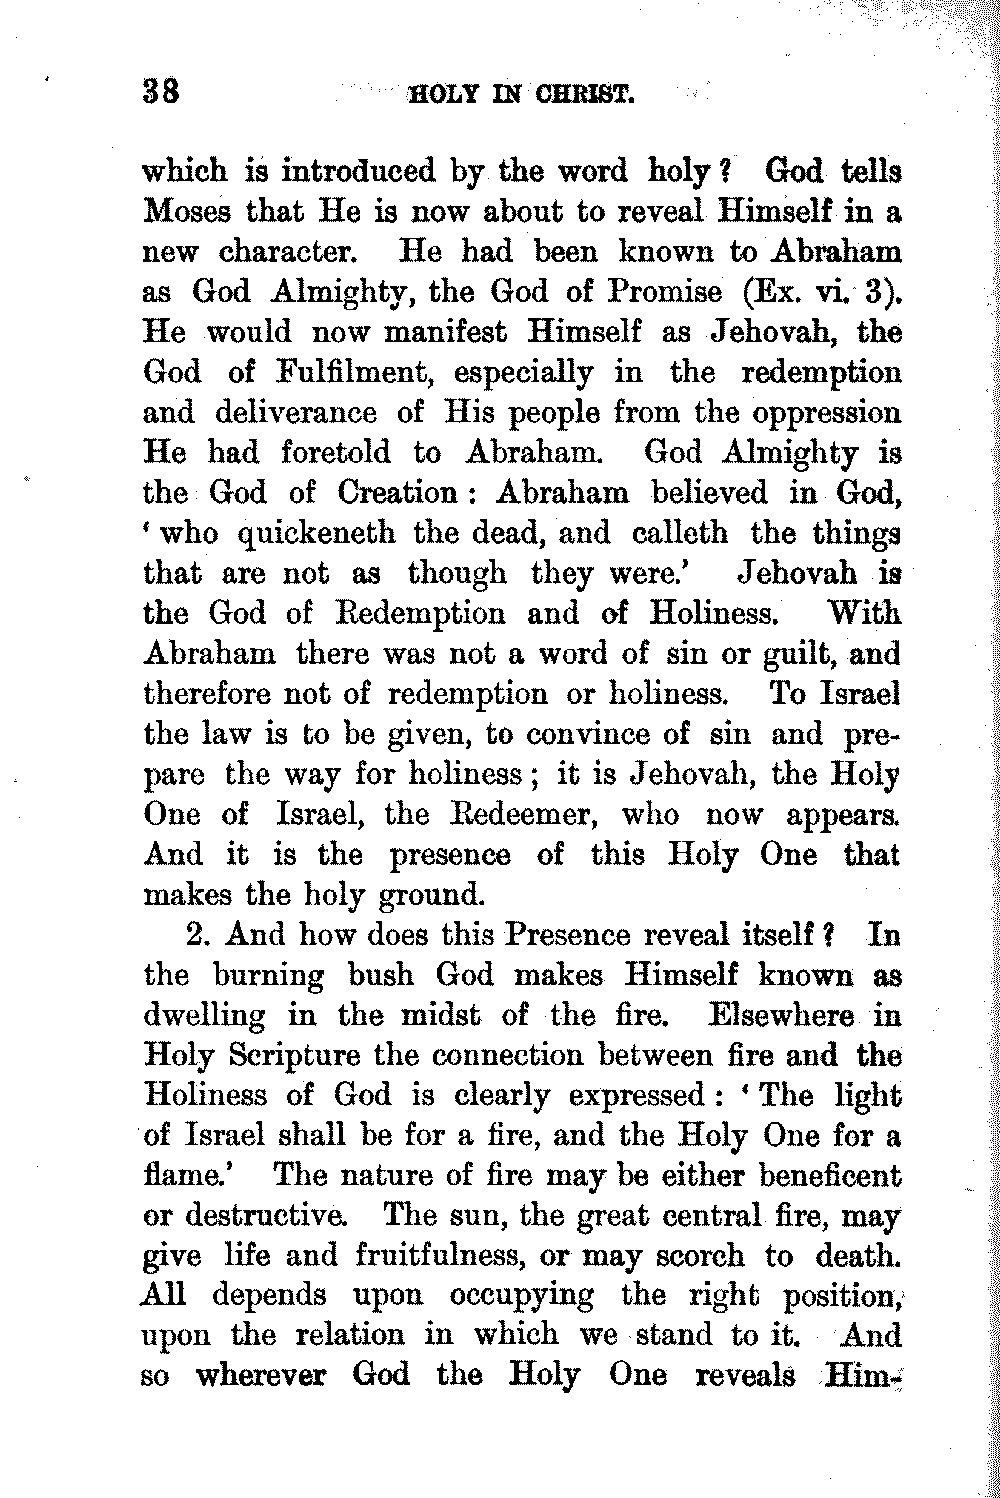 38 HOLY IN CHRIST.
which is introduced by the word holy? God tells
Moses that He is now about to reveal Himself in a
new character. He had been known to Abraham
as God Almighty, the God of Promise (Ex. vi. 3).
He would now manifest Himself as Jehovah, the
God of Fulfilment, especially in the redemption
and deliverance of His people from the oppression
He had foretold to Abraham. God Almighty is
the God of Creation: Abraham believed in God,
‘who quickeneth the dead, and calleth the things
that are not as though they were.’ Jehovah is
the God of Redemption and of Holiness. With
Abraham there was not a word of sin or guilt, and
therefore not of redemption or holiness. To Israel
the law is to be given, to convince of sin and pre-
pare the way for holiness; it is Jehovah, the Holy
One of Israel, the Redeemer, who now appears.
And it is the presence of this Holy One that
makes the holy ground.
2. And how does this Presence reveal itself? In
the burning bush God makes Himself known as
dwelling in the midst of the fire. Elsewhere in
Holy Scripture the connection between fire and the
Holiness of God is clearly expressed: ‘The light
of Israel shall be for a fire, and the Holy One for a
flame.’ The nature of fire may be either beneficent
or destructive. The sun, the great central fire, may
give life and fruitfulness, or may scorch to death.
All depends upon occupying the right position,
upon the relation in which we stand to it. And
so wherever God the Holy One reveals Him-